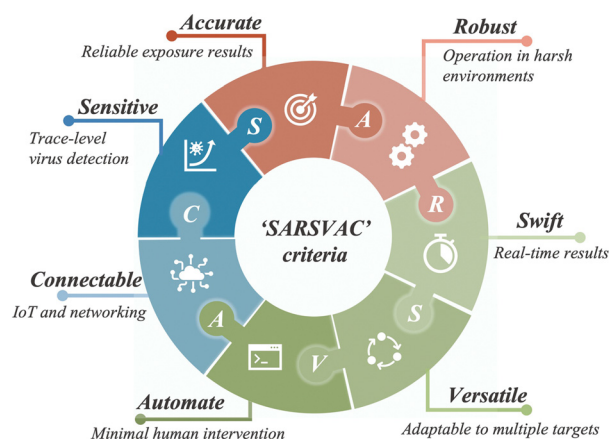 Accurate
Reliable exposure results
Robust
Operation in harsh
environments
Sensitive
Trace-level
virus detection
S
A
C
R
'SARSVAC'
criteria
Swift
Real-time results
Connectable
IoT and networking
A
V
S
>_
Automate
Minimal human intervention
Versatile
Adaptable to multiple targets